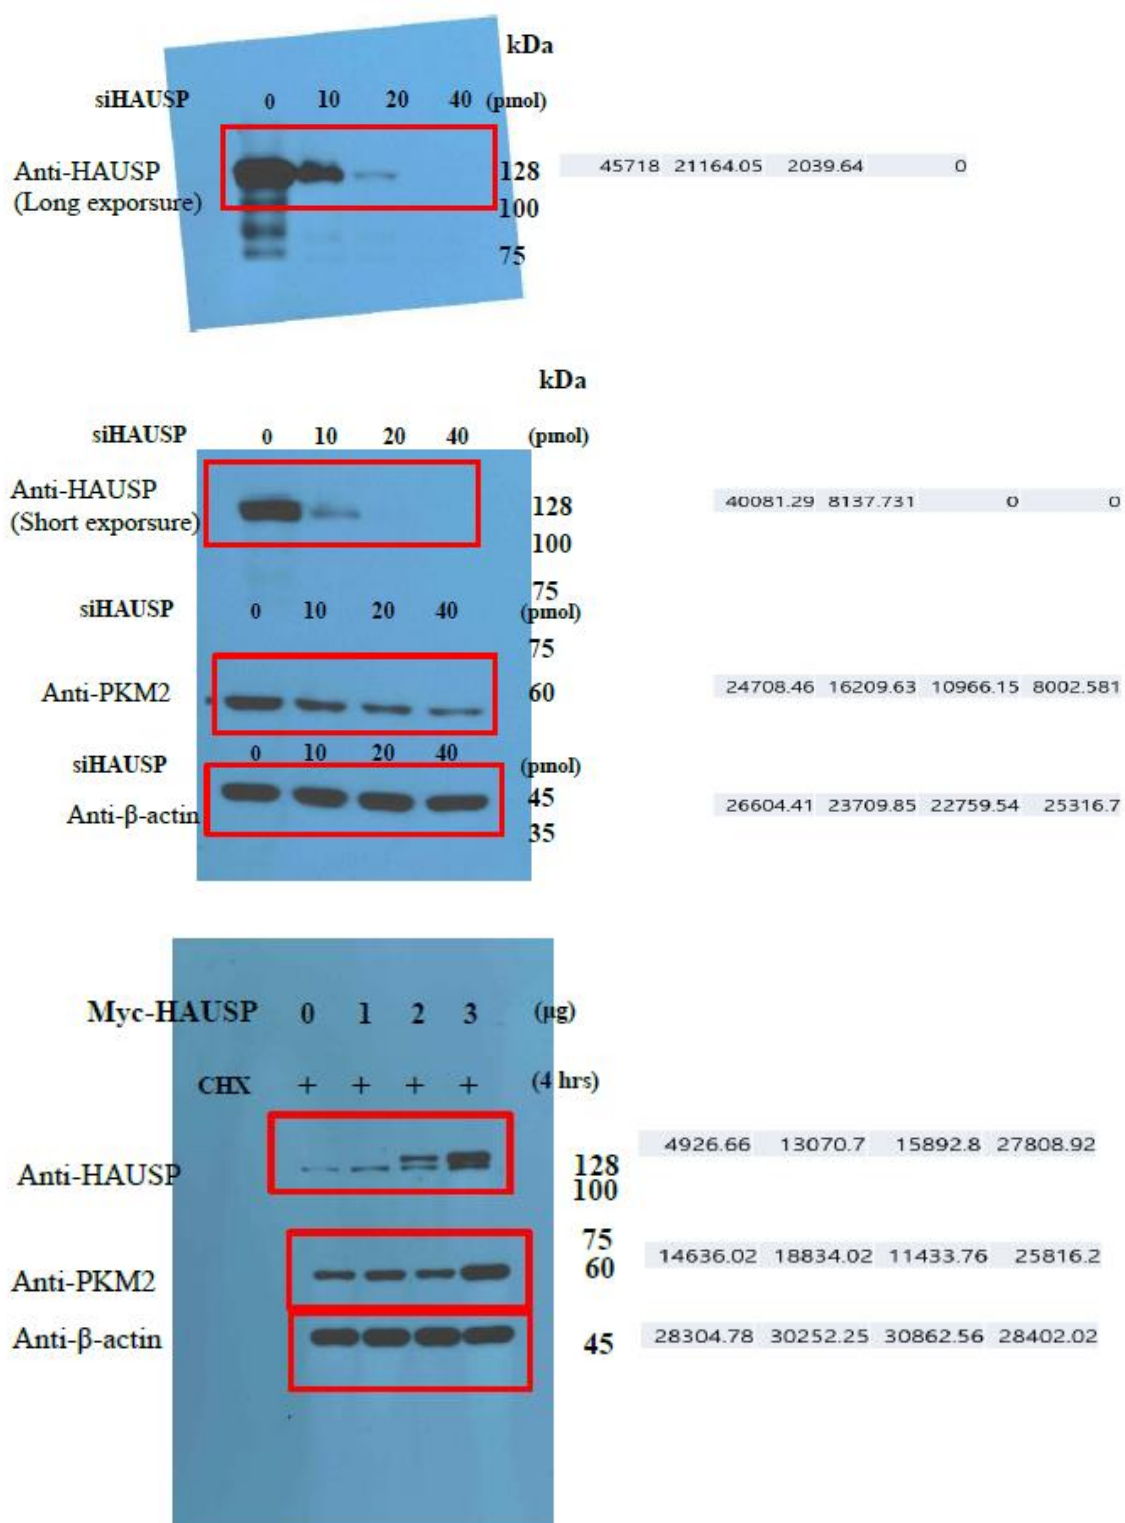 kDa
siHAUSP 0 10 20 40 (pmol)
Anti-HAUSP 128 45718 21164.05 2039.64 0
(Long exporsure) 100
75
kDa
siHAUSP 0 10 20 40 (pmol)
Anti-HAUSP 128 40081.29 8137.731 0 0
(Short exporsure) 100
75
siHAUSP 0 10 20 40 (pmol)
75
Anti-PKM2 60 24708.46 16209.63 10966.15 8002.581
siHAUSP 0 10 20 40 (pmol)
Anti-β-actin 45 26604.41 23709.85 22759.54 25316.7
35
Myc-HAUSP 0 1 2 3 (μg)
CHX + + + + (4 hrs)
Anti-HAUSP 128 4926.66 13070.7 15892.8 27808.92
100
75
Anti-PKM2 60 14636.02 18834.02 11433.76 25816.2
Anti-β-actin 45 28304.78 30252.25 30862.56 28402.02